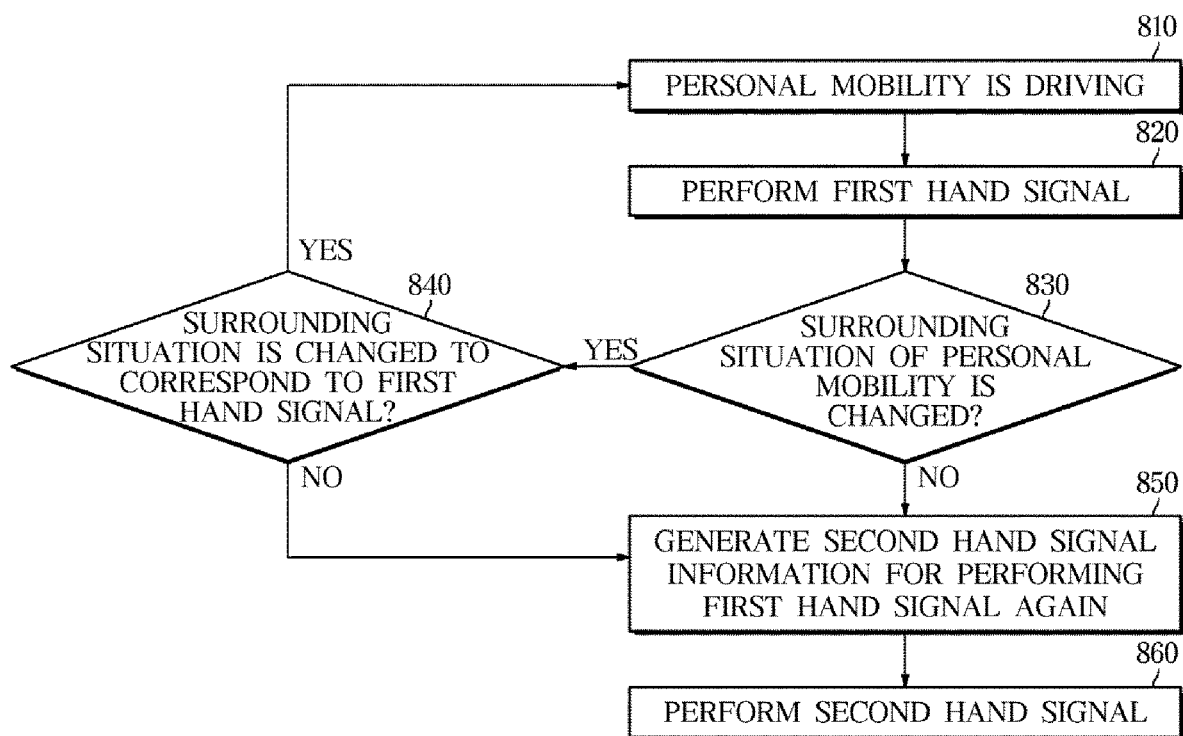 810
PERSONAL MOBILITY IS DRIVING
820
PERFORM FIRST HAND SIGNAL
YES
840
SURROUNDING
SITUATION IS CHANGED TO
CORRESPOND TO FIRST
HAND SIGNAL?
YES
830
SURROUNDING
SITUATION OF PERSONAL
MOBILITY IS
CHANGED?
NO
NO
850
GENERATE SECOND HAND SIGNAL
INFORMATION FOR PERFORMING
FIRST HAND SIGNAL AGAIN
860
PERFORM SECOND HAND SIGNAL